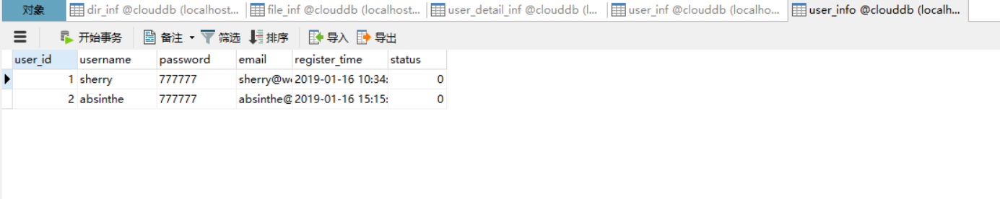 对象 dir_inf @clouddb (localhost... file_inf @clouddb (localhost... user_detail_inf @clouddb (l... user_inf @clouddb (localho... user_info @clouddb (localh...
开始事务 备注 筛选 排序 导入 导出
user_id username password email register_time status
1 sherry 777777 sherry@w 2019-01-16 10:34: 0
2 absinthe 777777 absinthe@ 2019-01-16 15:15: 0